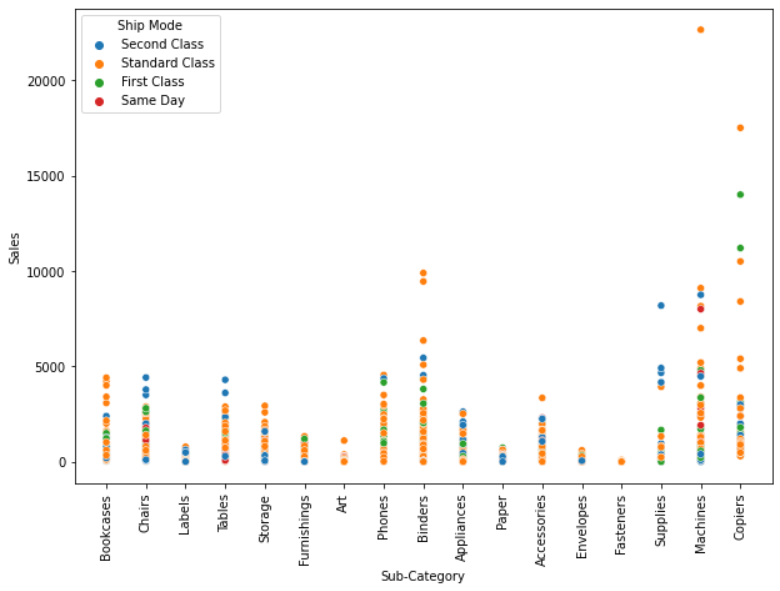 Ship Mode
Second Class
Standard Class
First Class
Same Day
Sales
20000
15000
10000
5000
0
Bookcases
Chairs
Labels
Tables
Storage
Furnishings
Art
Phones
Binders
Appliances
Paper
Accessories
Envelopes
Fasteners
Supplies
Machines
Copiers
Sub-Category